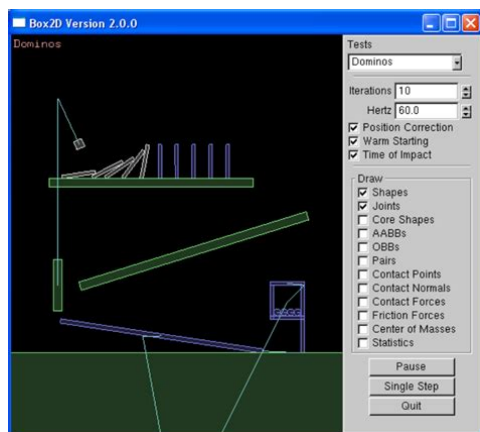 Box2D Version 2.0.0
Dominos
Tests
Dominos
Iterations 10
Hertz 60.0
Position Correction
Warm Starting
Time of Impact
Draw
Shapes
Joints
Core Shapes
AABBs
OBBs
Pairs
Contact Points
Contact Normals
Contact Forces
Friction Forces
Center of Masses
Statistics
Pause
Single Step
Quit